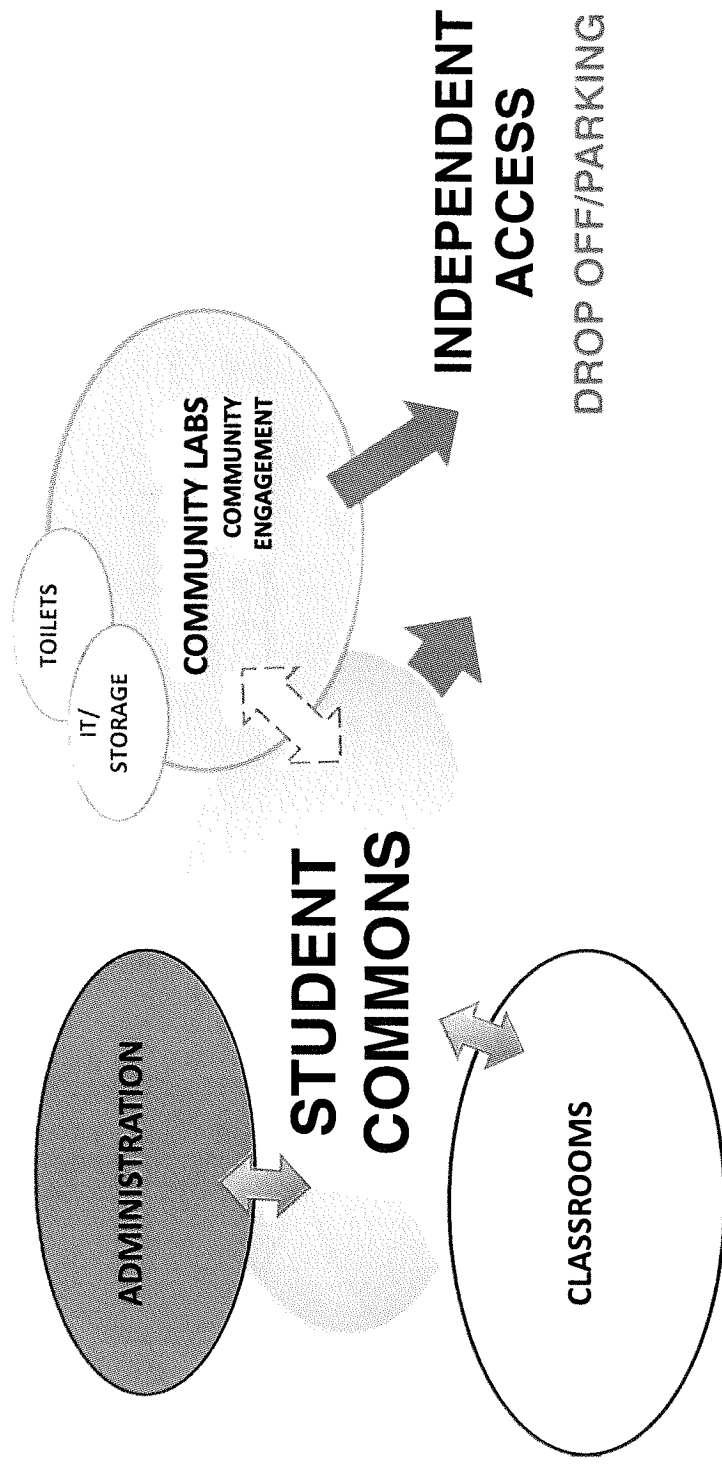 ADMINISTRATION
TOILETS
IT/
STORAGE
COMMUNITY LABS
COMMUNITY
ENGAGEMENT
STUDENT
COMMONS
CLASSROOMS
INDEPENDENT
ACCESS
DROP OFF/PARKING